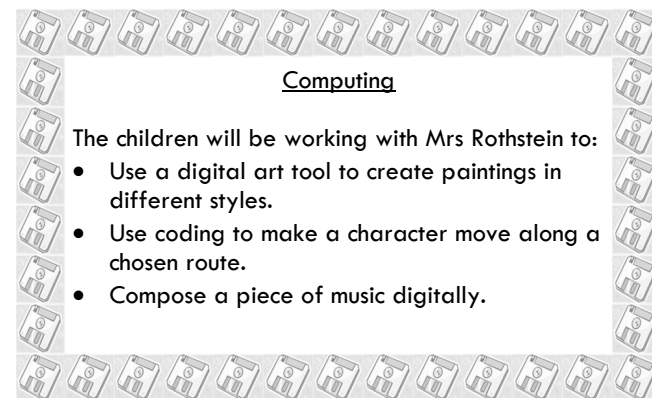 Computing
The children will be working with Mrs Rothstein to:
• Use a digital art tool to create paintings in
different styles.
• Use coding to make a character move along a
chosen route.
• Compose a piece of music digitally.